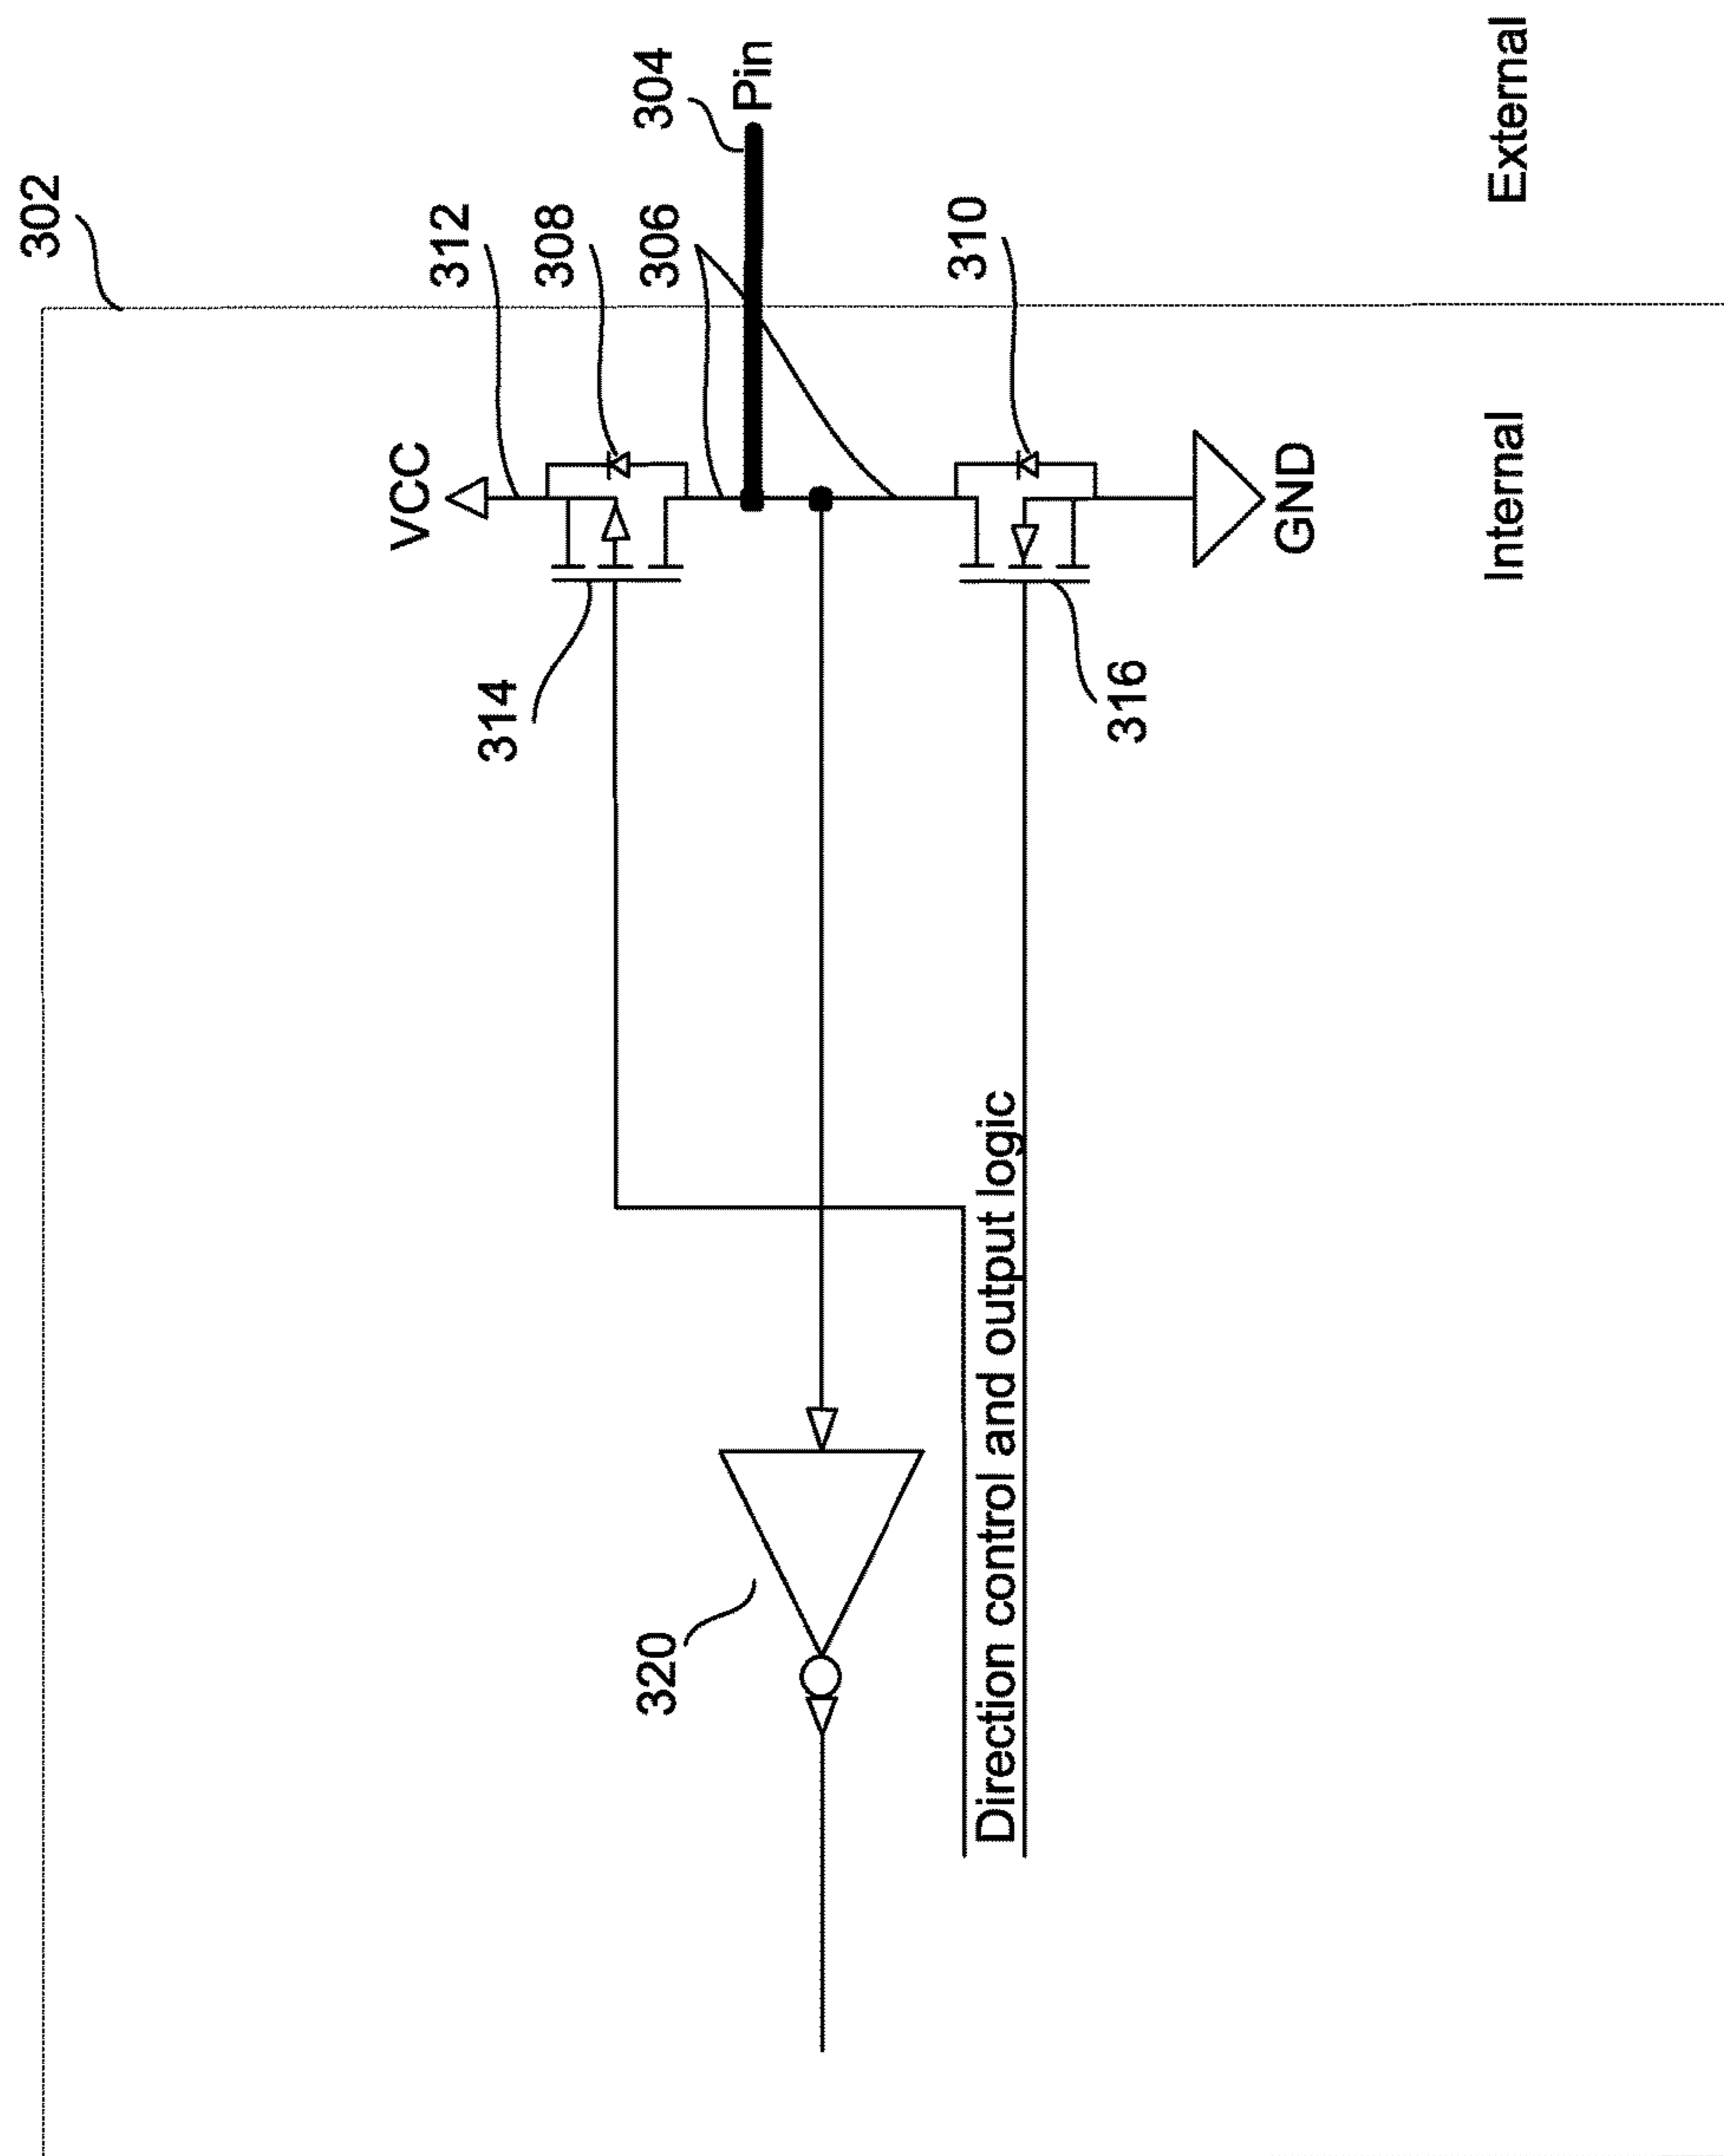 302
304
Pin
312
308
306
310
VCC
GND
314
316
320
Direction control and output logic
Internal
External